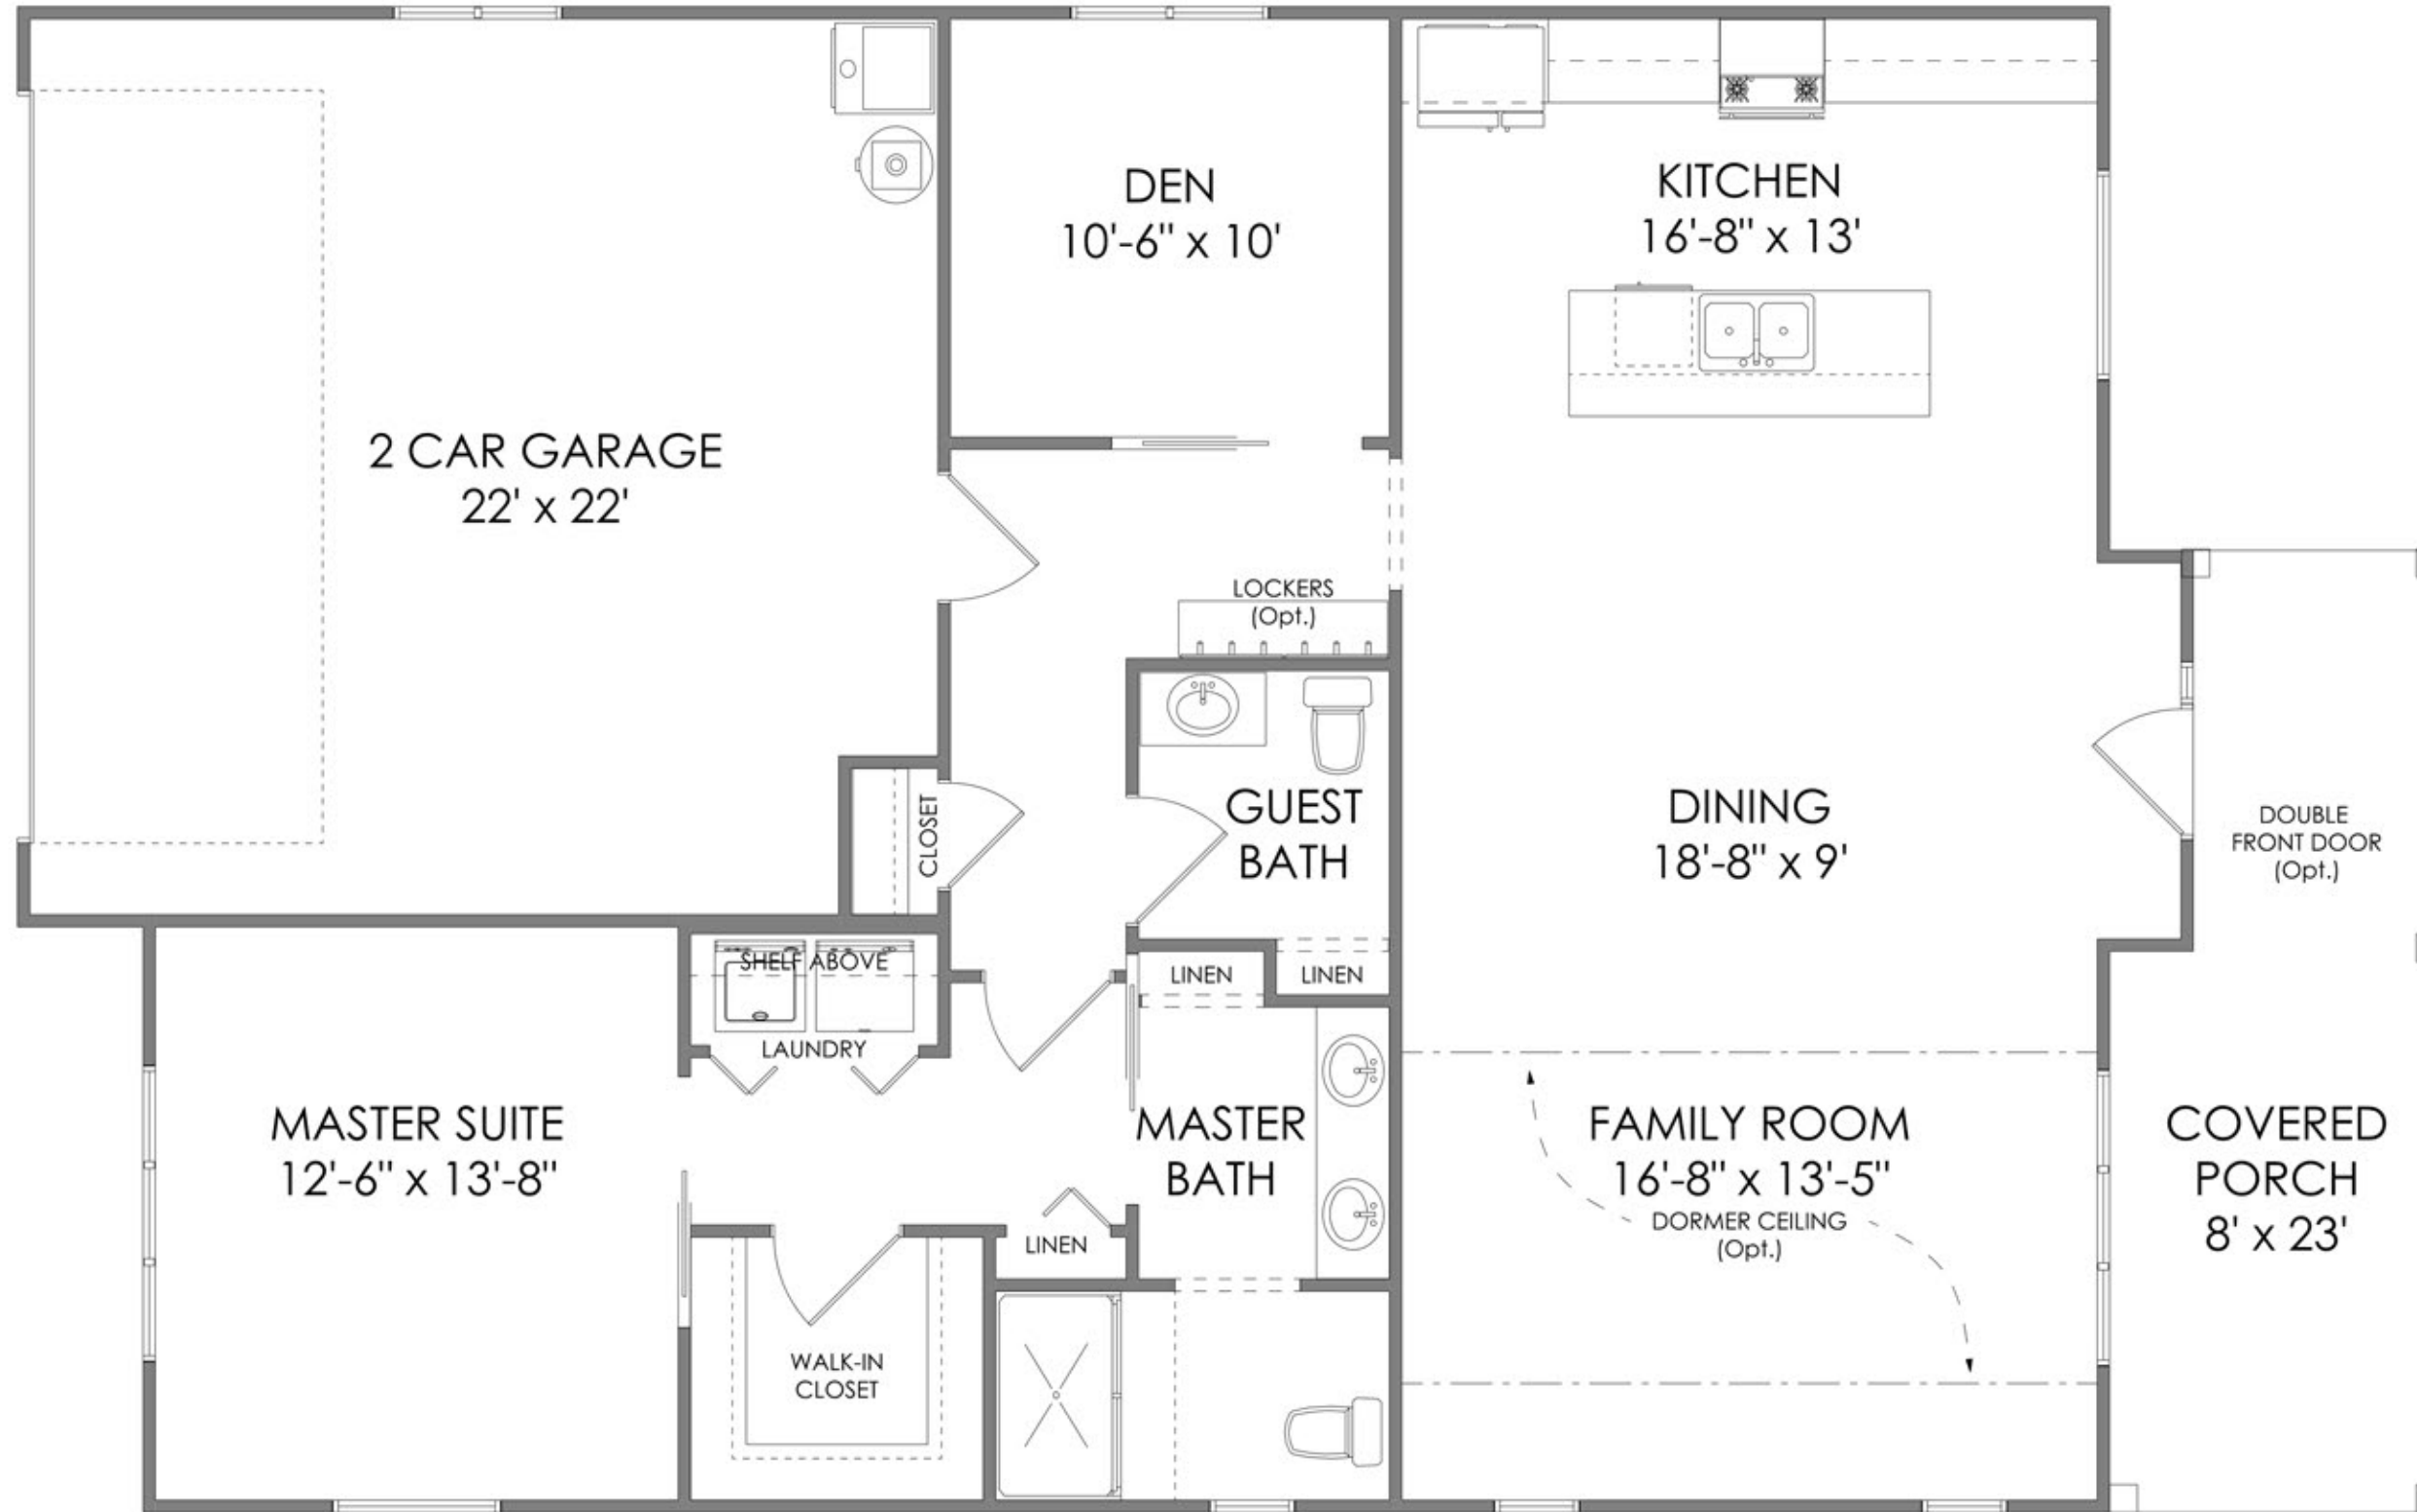 DEN
10'-6" x 10'
KITCHEN
16'-8" x 13'
2 CAR GARAGE
22' x 22'
LOCKERS
(Opt.)
CLOSET
GUEST
BATH
DINING
18'-8" x 9'
DOUBLE
FRONT DOOR
(Opt.)
SHELF ABOVE
LAUNDRY
LINEN
LINEN
MASTER SUITE
12'-6" x 13'-8"
MASTER
BATH
LINEN
WALK-IN
CLOSET
FAMILY ROOM
16'-8" x 13'-5"
DORMER CEILING
(Opt.)
COVERED
PORCH
8' x 23'